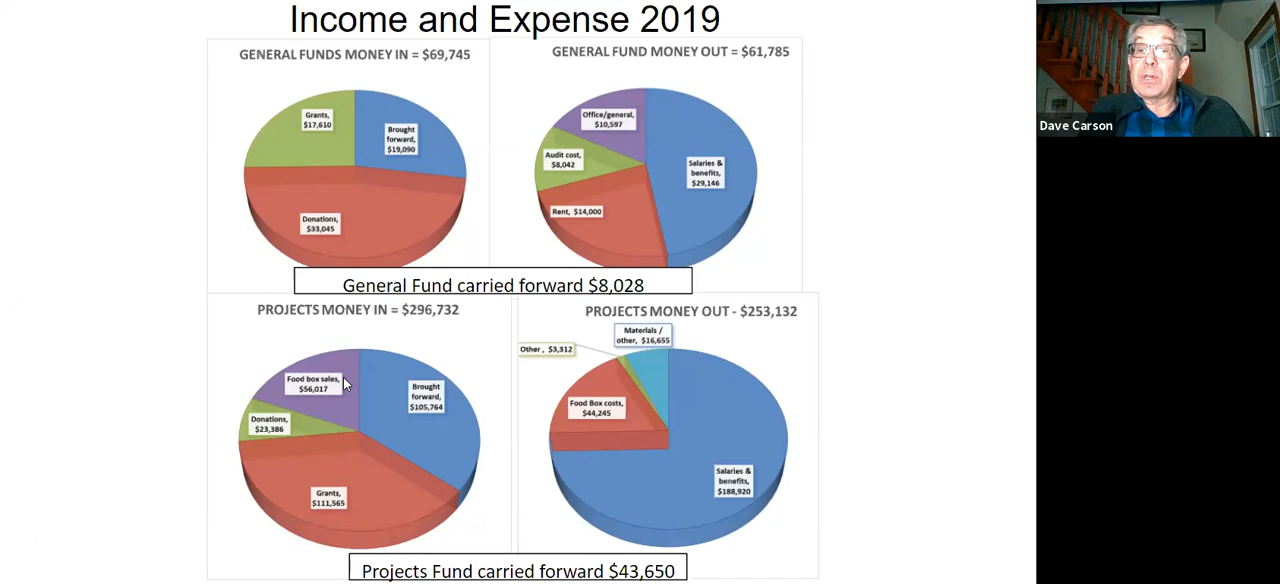 Income and Expense 2019
GENERAL FUNDS MONEY IN = $69,745
Grants,
$17,610
Brought
forward,
$19,090
Donations,
$33,045
GENERAL FUND MONEY OUT = $61,785
Office/general,
$10,597
Audit cost,
$8,042
Salaries &
benefits,
$29,146
Rent, $14,000
General Fund carried forward $8,028
PROJECTS MONEY IN = $296,732
Food box sales,
$56,017
Brought
forward,
$105,764
Donations,
$23,386
Grants,
$111,565
PROJECTS MONEY OUT - $253,132
Materials /
other, $16,655
Other , $3,312
Food Box costs,
$44,245
Salaries &
benefits,
$188,920
Projects Fund carried forward $43,650
Dave Carson